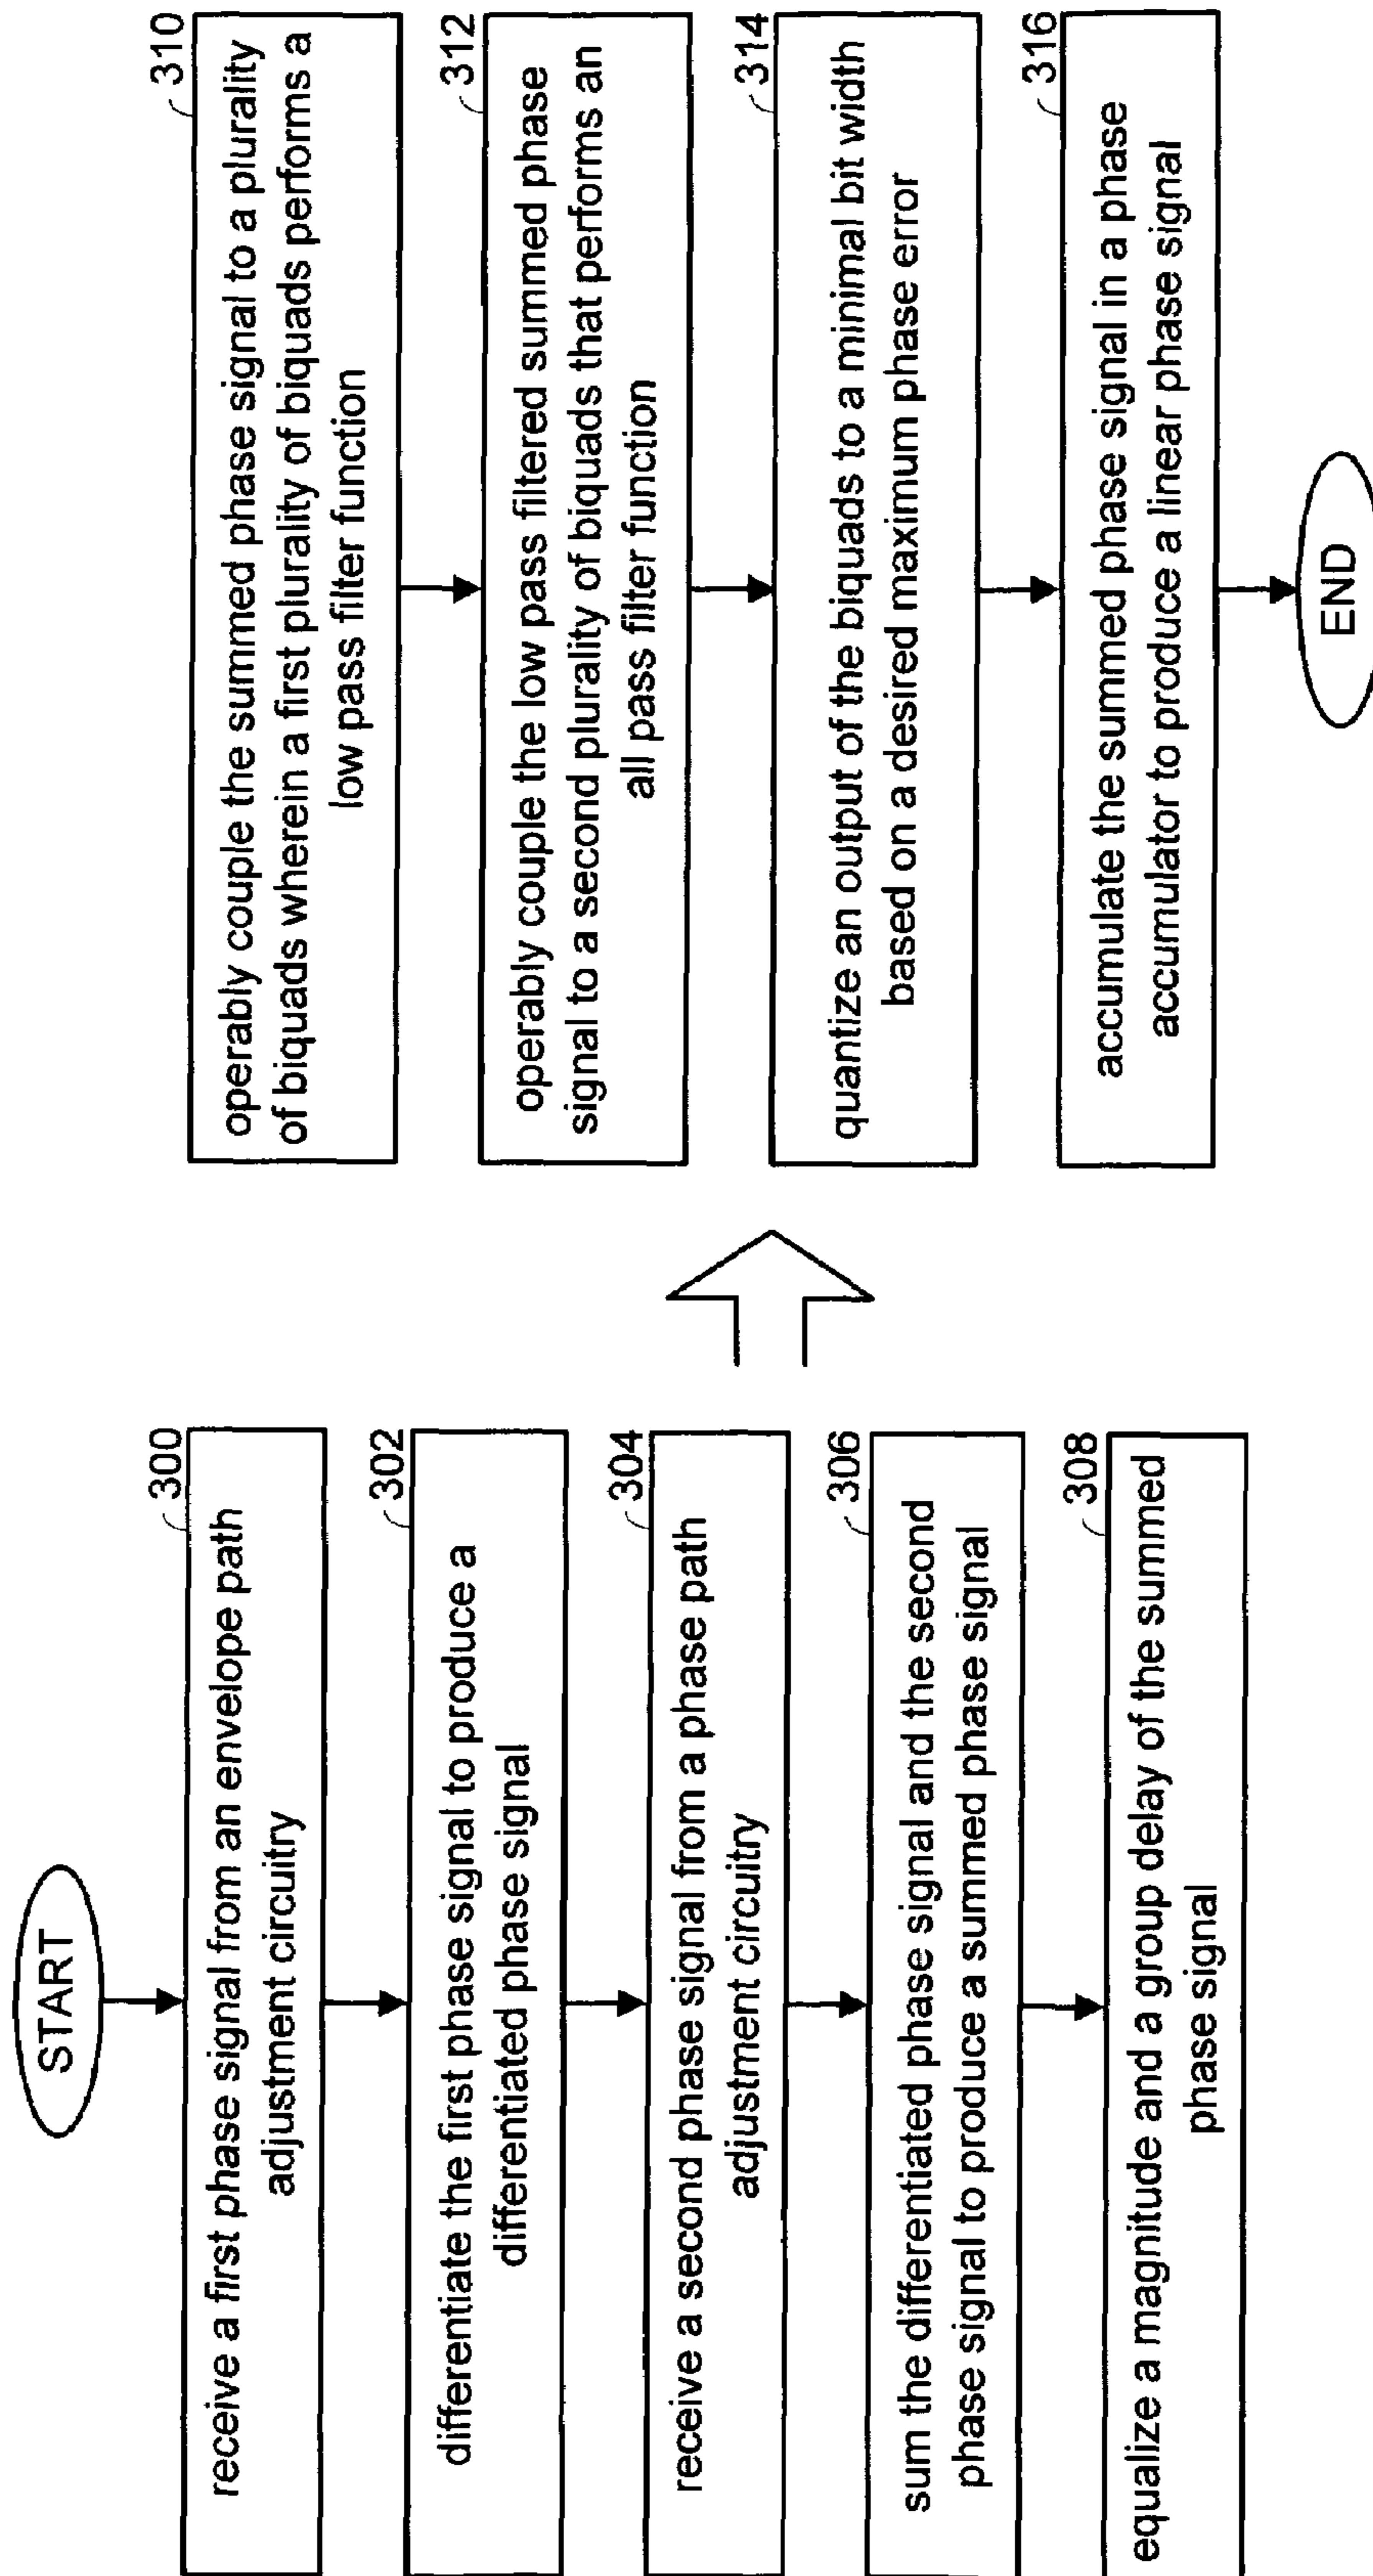 START
300
receive a first phase signal from an envelope path
adjustment circuitry
302
differentiate the first phase signal to produce a
differentiated phase signal
304
receive a second phase signal from a phase path
adjustment circuitry
306
sum the differentiated phase signal and the second
phase signal to produce a summed phase signal
308
equalize a magnitude and a group delay of the summed
phase signal
310
operably couple the summed phase signal to a plurality
of biquads wherein a first plurality of biquads performs a
low pass filter function
312
operably couple the low pass filtered summed phase
signal to a second plurality of biquads that performs an
all pass filter function
314
quantize an output of the biquads to a minimal bit width
based on a desired maximum phase error
316
accumulate the summed phase signal in a phase
accumulator to produce a linear phase signal
END